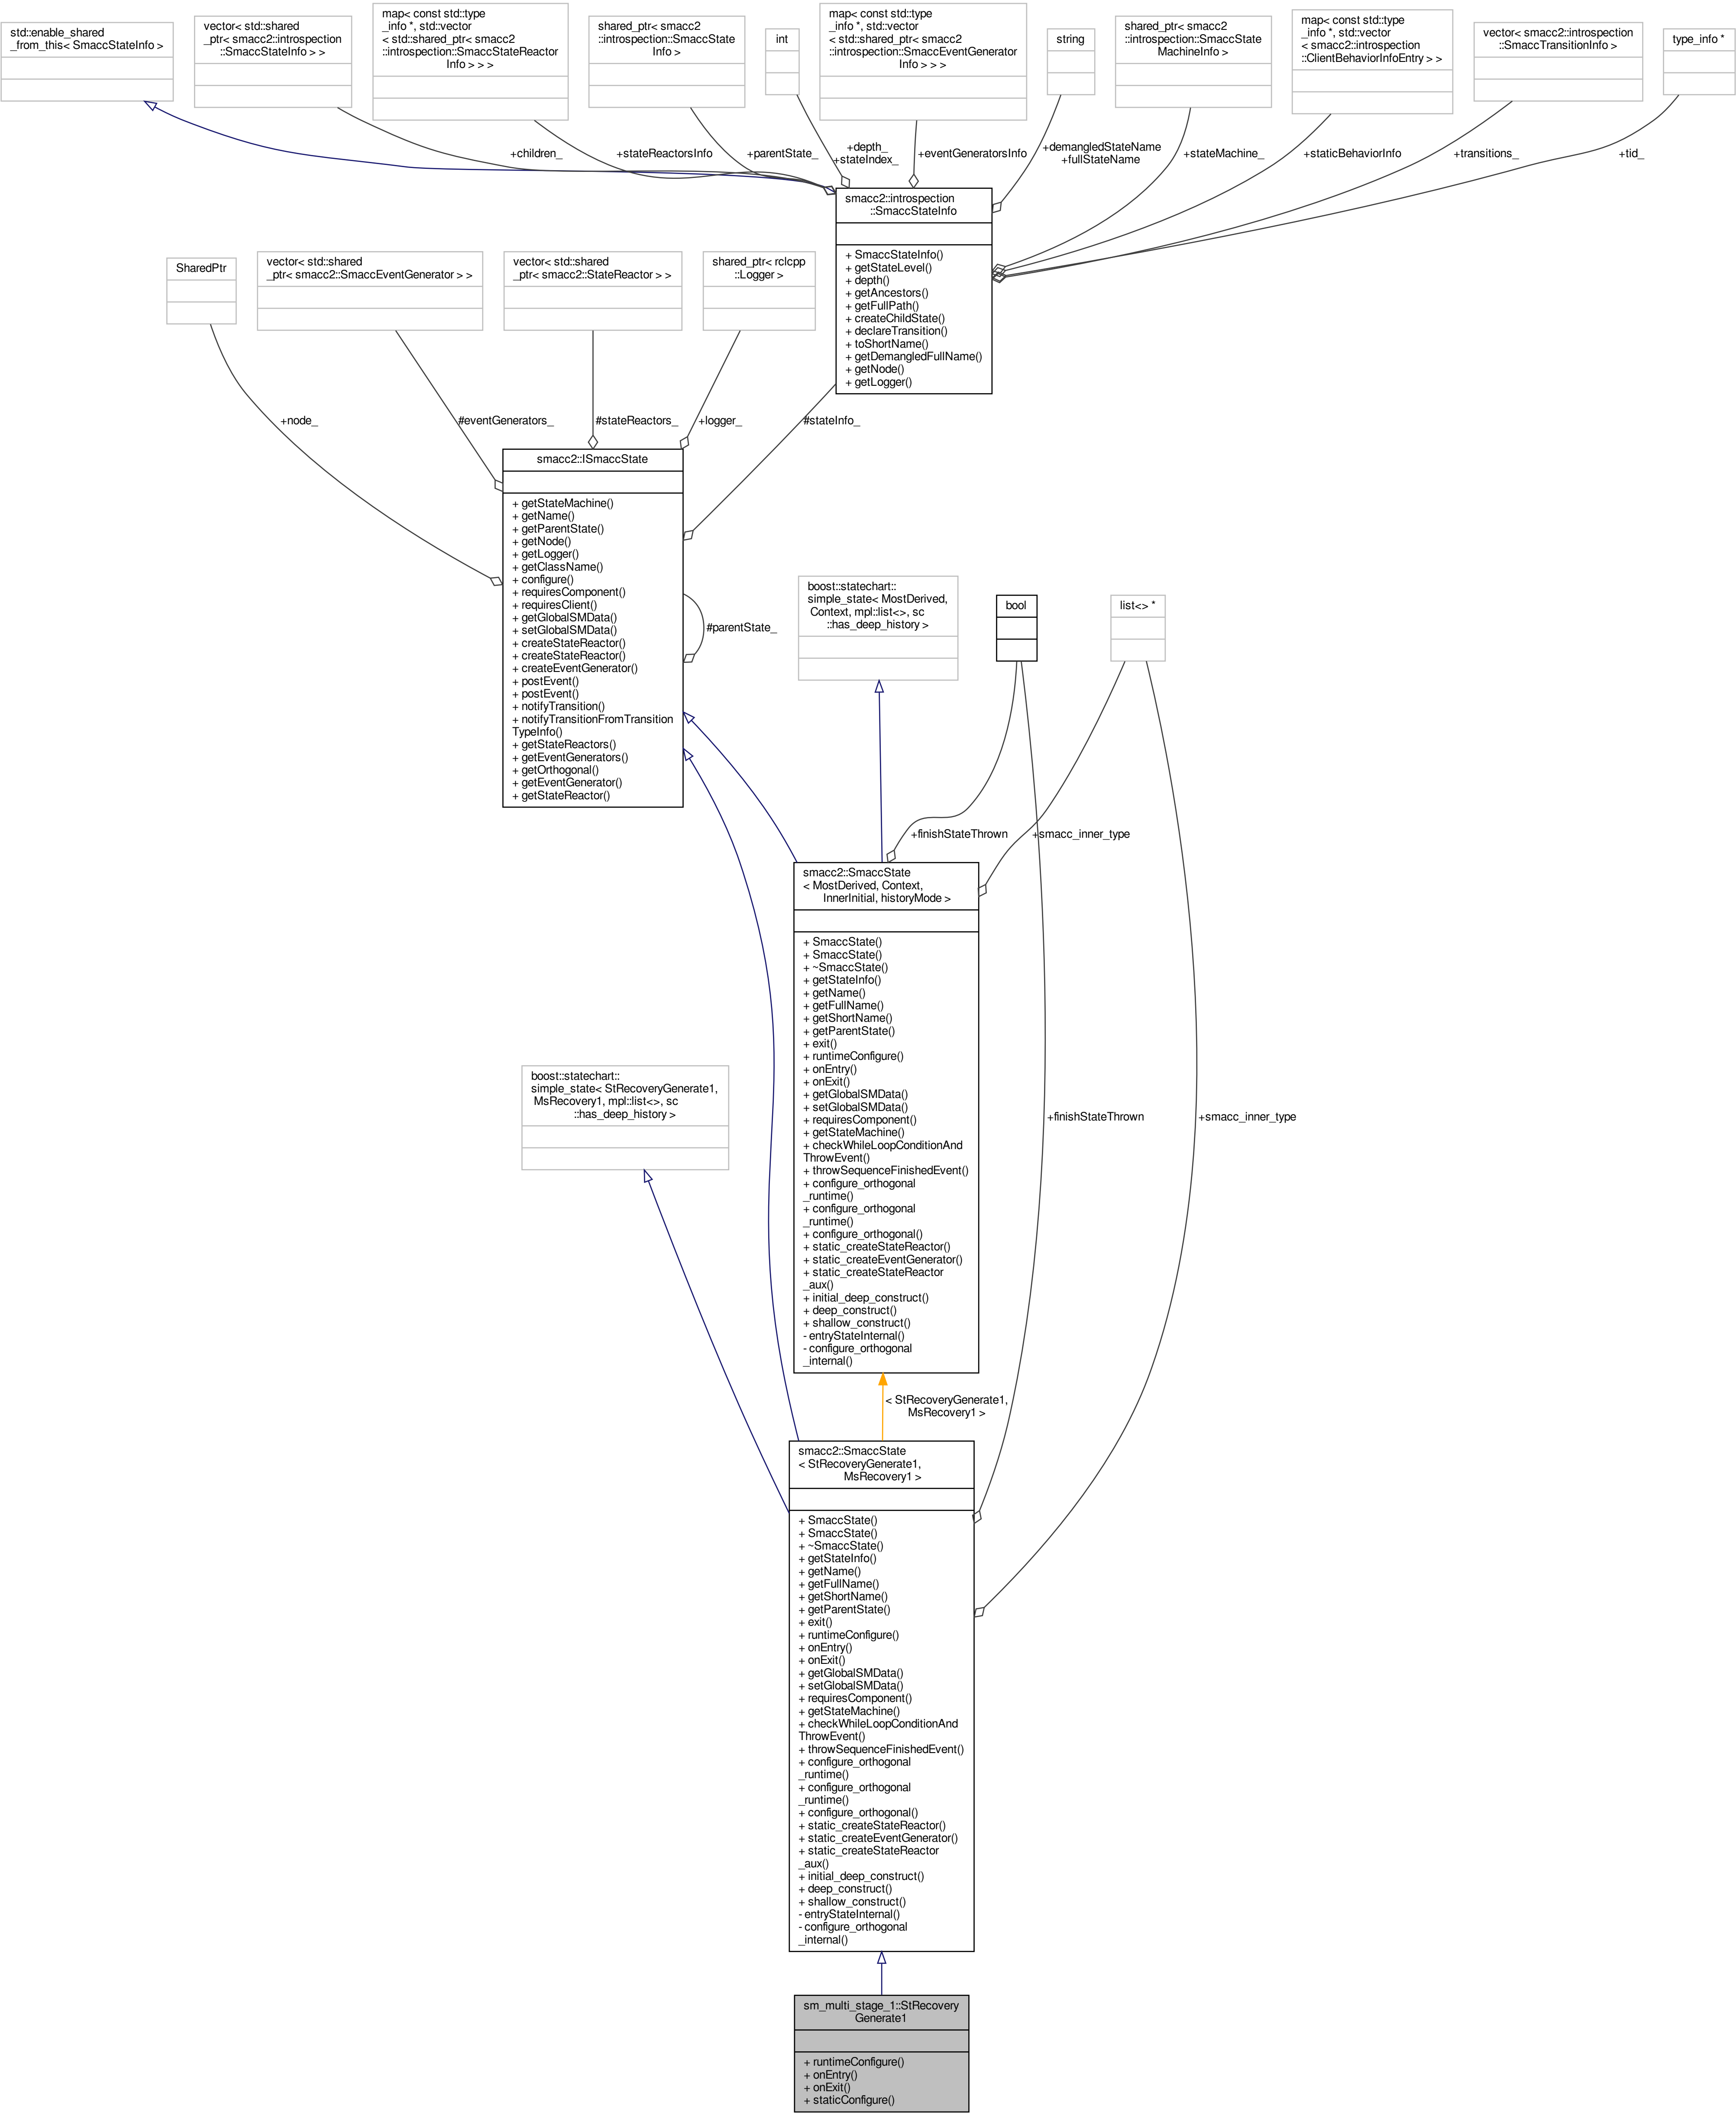 std::enable_shared
_from_this< SmaccStateInfo >
vector< std::shared
_ptr< smacc2::introspection
::SmaccStateInfo > >
map< const std::type
_info *, std::vector
< std::shared_ptr< smacc2
::introspection::SmaccStateReactor
Info > > >
shared_ptr< smacc2
::introspection::SmaccState
Info >
int
map< const std::type
_info *, std::vector
< std::shared_ptr< smacc2
::introspection::SmaccEventGenerator
Info > > >
string
shared_ptr< smacc2
::introspection::SmaccState
MachineInfo >
map< const std::type
_info *, std::vector
< smacc2::introspection
::ClientBehaviorInfoEntry > >
vector< smacc2::introspection
::SmaccTransitionInfo >
type_info *
+children_
+stateReactorsInfo
+parentState_
+depth_
+stateIndex_
+eventGeneratorsInfo
+demangledStateName
+fullStateName
+stateMachine_
+staticBehaviorInfo
+transitions_
+tid_
smacc2::introspection
::SmaccStateInfo
+ SmaccStateInfo()
+ getStateLevel()
+ depth()
+ getAncestors()
+ getFullPath()
+ createChildState()
+ declareTransition()
+ toShortName()
+ getDemangledFullName()
+ getNode()
+ getLogger()
SharedPtr
vector< std::shared
_ptr< smacc2::SmaccEventGenerator > >
vector< std::shared
_ptr< smacc2::StateReactor > >
shared_ptr< rclcpp
::Logger >
+node_
#eventGenerators_
#stateReactors_
+logger_
#stateInfo_
smacc2::ISmaccState
+ getStateMachine()
+ getName()
+ getParentState()
+ getNode()
+ getLogger()
+ getClassName()
+ configure()
+ requiresComponent()
+ requiresClient()
+ getGlobalSMData()
+ setGlobalSMData()
+ createStateReactor()
+ createStateReactor()
+ createEventGenerator()
+ postEvent()
+ postEvent()
+ notifyTransition()
+ notifyTransitionFromTransition
TypeInfo()
+ getStateReactors()
+ getEventGenerators()
+ getOrthogonal()
+ getEventGenerator()
+ getStateReactor()
#parentState_
boost::statechart::
simple_state< MostDerived,
Context, mpl::list<>, sc
::has_deep_history >
bool
list<> *
+finishStateThrown
+smacc_inner_type
smacc2::SmaccState
< MostDerived, Context,
InnerInitial, historyMode >
+ SmaccState()
+ SmaccState()
+ ~SmaccState()
+ getStateInfo()
+ getName()
+ getFullName()
+ getShortName()
+ getParentState()
+ exit()
+ runtimeConfigure()
+ onEntry()
+ onExit()
+ getGlobalSMData()
+ setGlobalSMData()
+ requiresComponent()
+ getStateMachine()
+ checkWhileLoopConditionAnd
ThrowEvent()
+ throwSequenceFinishedEvent()
+ configure_orthogonal
_runtime()
+ configure_orthogonal
_runtime()
+ configure_orthogonal()
+ static_createStateReactor()
+ static_createEventGenerator()
+ static_createStateReactor
_aux()
+ initial_deep_construct()
+ deep_construct()
+ shallow_construct()
- entryStateInternal()
- configure_orthogonal
_internal()
boost::statechart::
simple_state< StRecoveryGenerate1,
MsRecovery1, mpl::list<>, sc
::has_deep_history >
+finishStateThrown
+smacc_inner_type
< StRecoveryGenerate1,
MsRecovery1 >
smacc2::SmaccState
< StRecoveryGenerate1,
MsRecovery1 >
+ SmaccState()
+ SmaccState()
+ ~SmaccState()
+ getStateInfo()
+ getName()
+ getFullName()
+ getShortName()
+ getParentState()
+ exit()
+ runtimeConfigure()
+ onEntry()
+ onExit()
+ getGlobalSMData()
+ setGlobalSMData()
+ requiresComponent()
+ getStateMachine()
+ checkWhileLoopConditionAnd
ThrowEvent()
+ throwSequenceFinishedEvent()
+ configure_orthogonal
_runtime()
+ configure_orthogonal
_runtime()
+ configure_orthogonal()
+ static_createStateReactor()
+ static_createEventGenerator()
+ static_createStateReactor
_aux()
+ initial_deep_construct()
+ deep_construct()
+ shallow_construct()
- entryStateInternal()
- configure_orthogonal
_internal()
sm_multi_stage_1::StRecovery
Generate1
+ runtimeConfigure()
+ onEntry()
+ onExit()
+ staticConfigure()